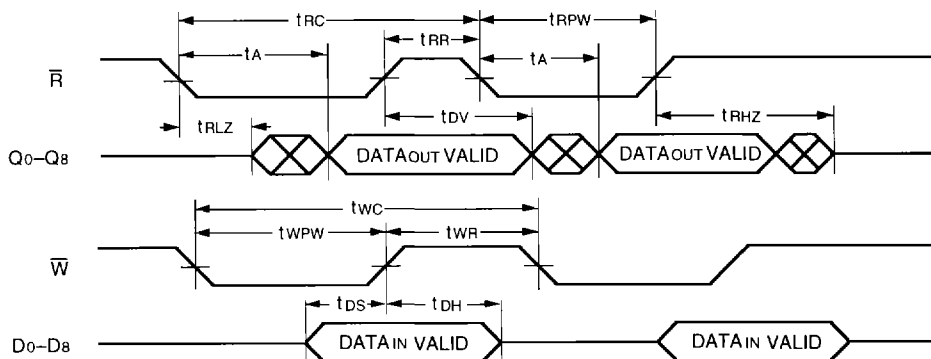 tRC tRPW
tA tRR tA
R̅
tRLZ tDV tRHZ
Q0–Q8 DATAOUT VALID DATAOUT VALID
tWC
tWPW tWR
W̅
tDS tDH
D0–D8 DATAIN VALID DATAIN VALID